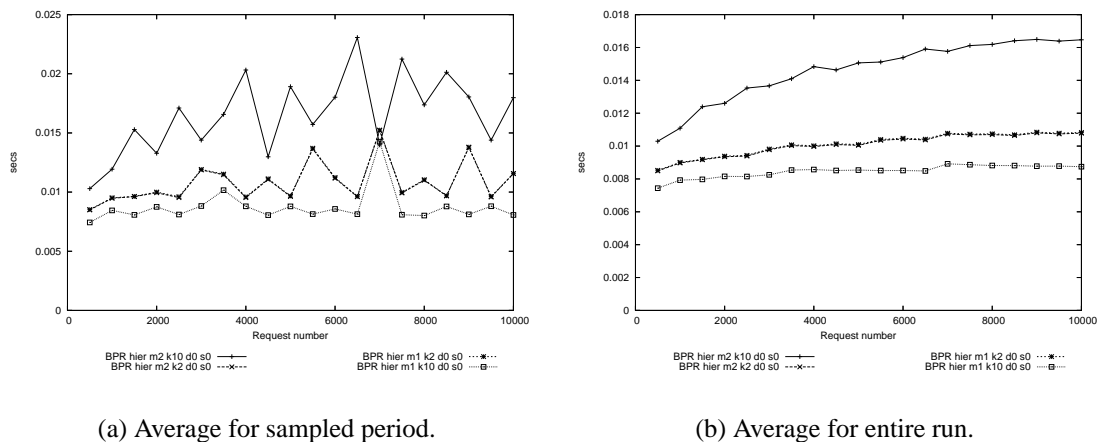 0.025
0.02
0.015
0.01
0.005
0
secs
0 2000 4000 6000 8000 10000
Request number
BPR hier m2 k10 d0 s0
BPR hier m2 k2 d0 s0
BPR hier m1 k2 d0 s0
BPR hier m1 k10 d0 s0
(a) Average for sampled period.
0.018
0.016
0.014
0.012
0.01
0.008
0.006
0.004
0.002
0
secs
0 2000 4000 6000 8000 10000
Request number
BPR hier m2 k10 d0 s0
BPR hier m2 k2 d0 s0
BPR hier m1 k2 d0 s0
BPR hier m1 k10 d0 s0
(b) Average for entire run.